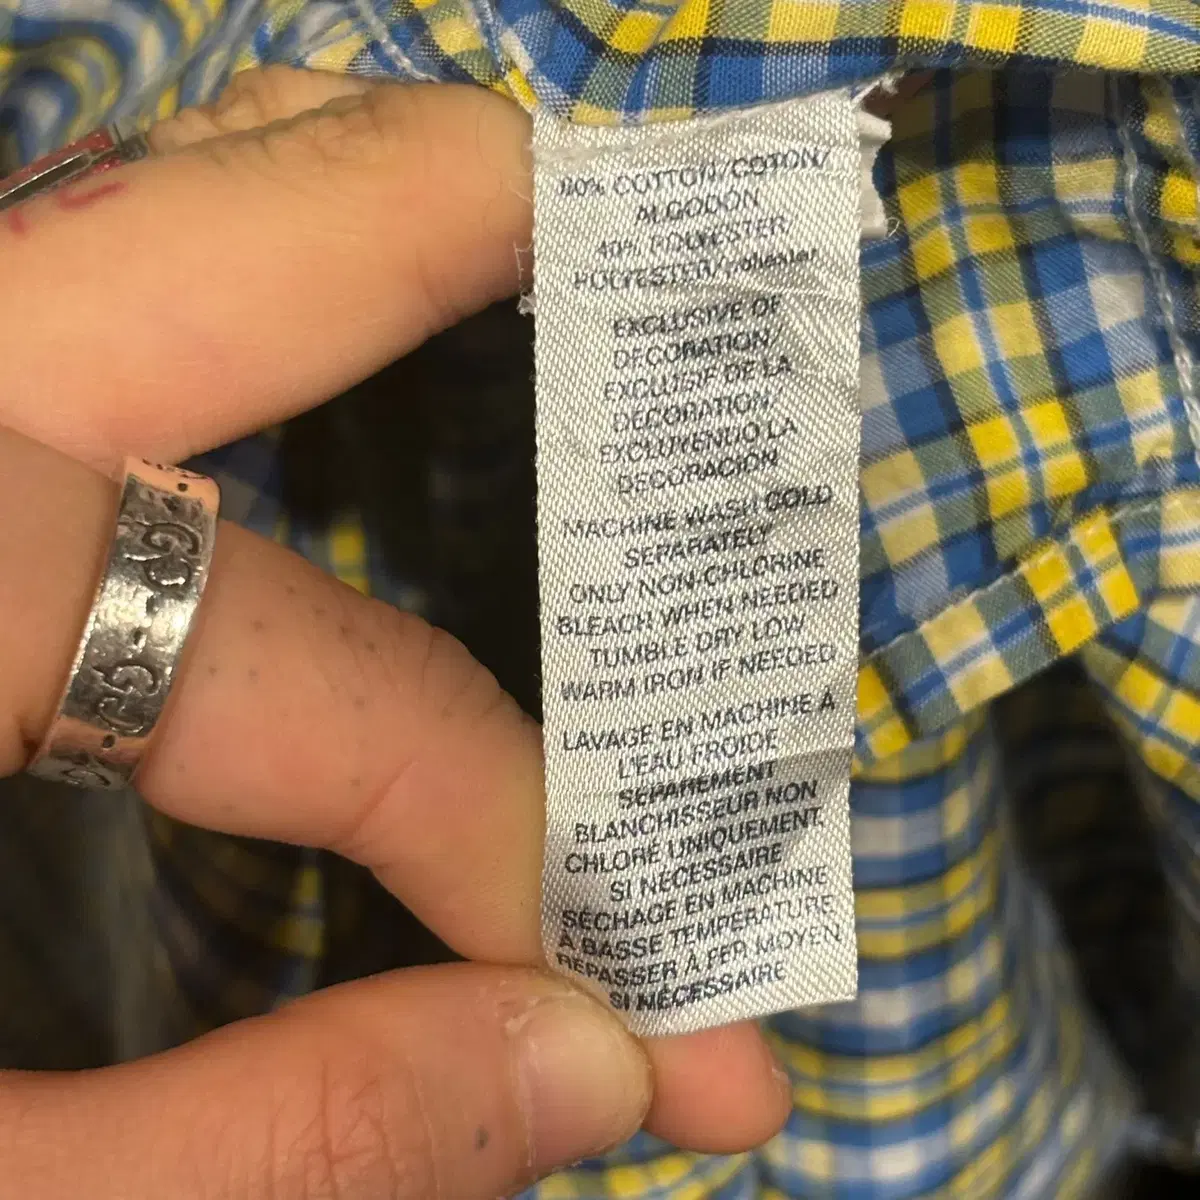 60% COTTON/COTON/
ALGODON
40% POLYESTER
POLYESTER/poliester
EXCLUSIVE OF
DECORATION/
EXCLUSIF DE LA
DECORATION/
EXCLUYENDO LA
DECORACION
MACHINE WASH COLD
SEPARATELY
ONLY NON-CHLORINE
BLEACH WHEN NEEDED
TUMBLE DRY LOW
WARM IRON IF NEEDED
LAVAGE EN MACHINE À
L'EAU FROIDE
SÉPARÉMENT
BLANCHISSEUR NON
CHLORÉ UNIQUEMENT
SI NÉCESSAIRE
SÉCHAGE EN MACHINE
À BASSE TEMPÉRATURE
REPASSER À FER MOYEN
SI NÉCESSAIRE